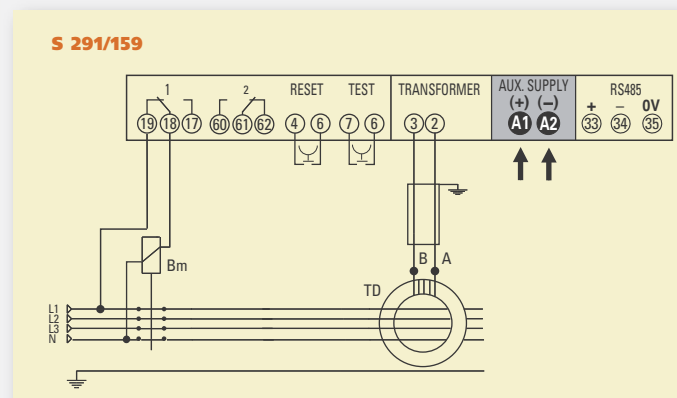 S 291/159
1 2 RESET TEST TRANSFORMER AUX. SUPPLY RS485
(+) (–) + – 0V
19 18 17 60 61 62 4 6 7 6 3 2 A1 A2 33 34 35
Bm
B A
TD
L1
L2
L3
N